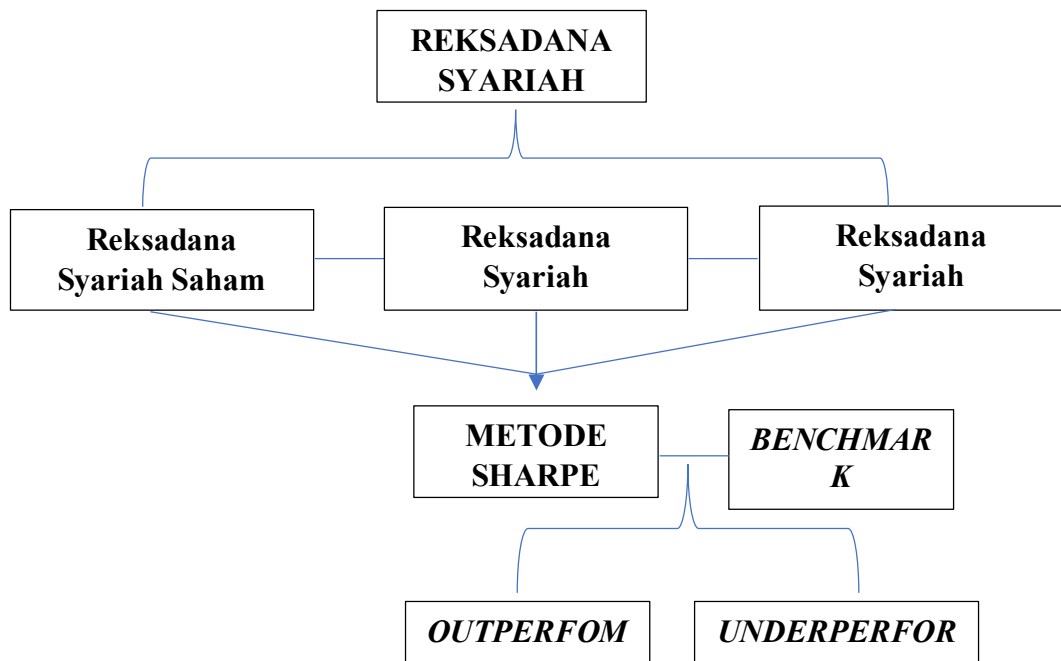 REKSADANA
SYARIAH
Reksadana
Syariah Saham
Reksadana
Syariah
Reksadana
Syariah
METODE
SHARPE
BENCHMAR
K
OUTPERFOM
UNDERPERFOR